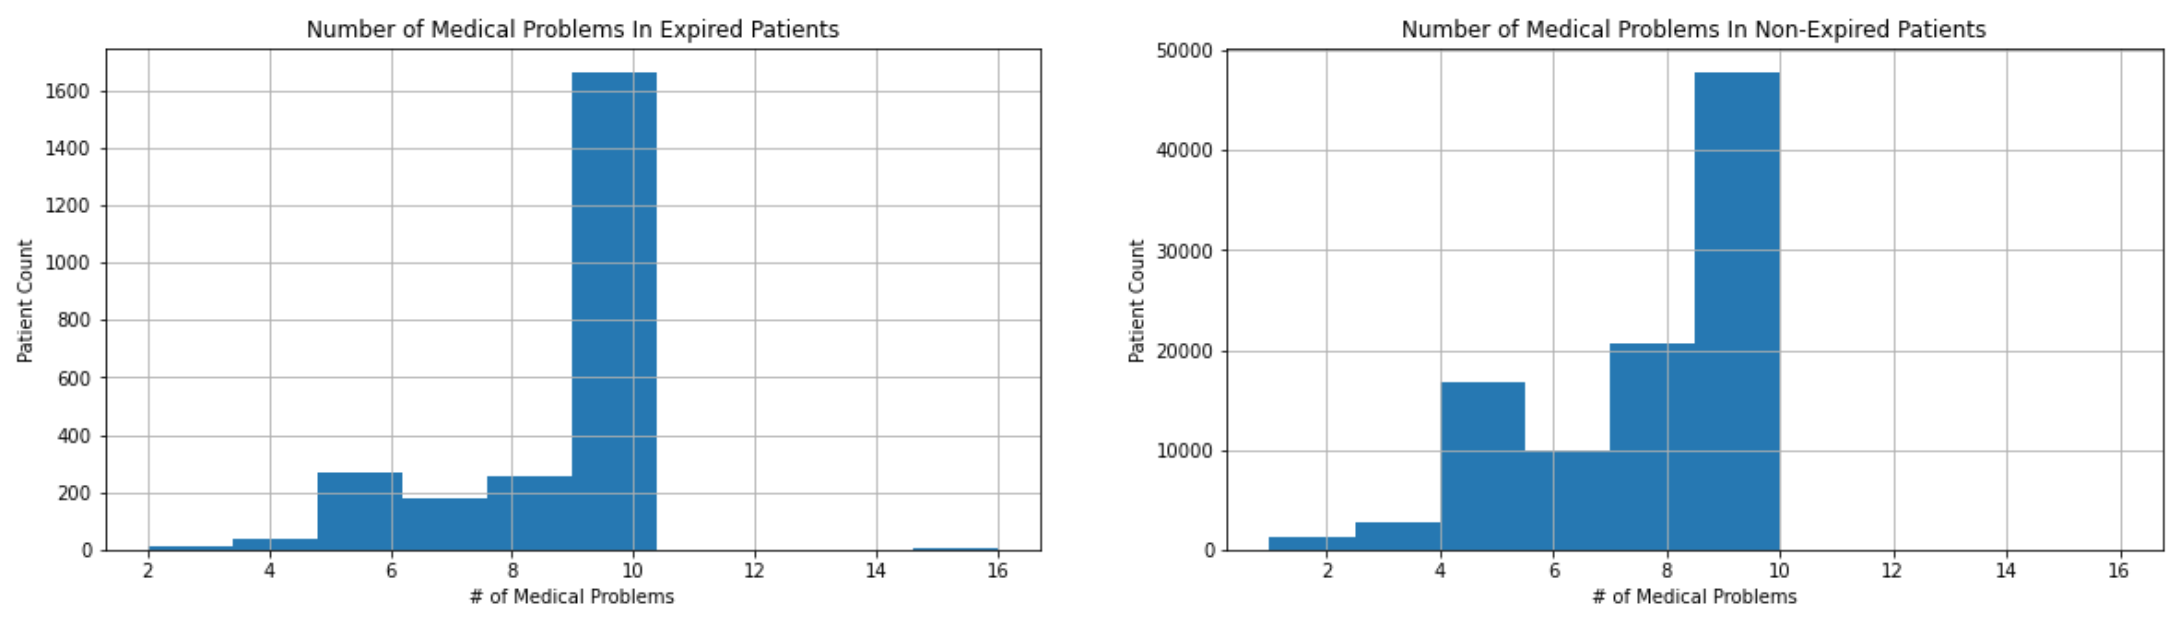 Number of Medical Problems In Expired Patients
1600
1400
1200
1000
800
600
400
200
0
Patient Count
2 4 6 8 10 12 14 16
# of Medical Problems
Number of Medical Problems In Non-Expired Patients
50000
40000
30000
20000
10000
0
Patient Count
2 4 6 8 10 12 14 16
# of Medical Problems